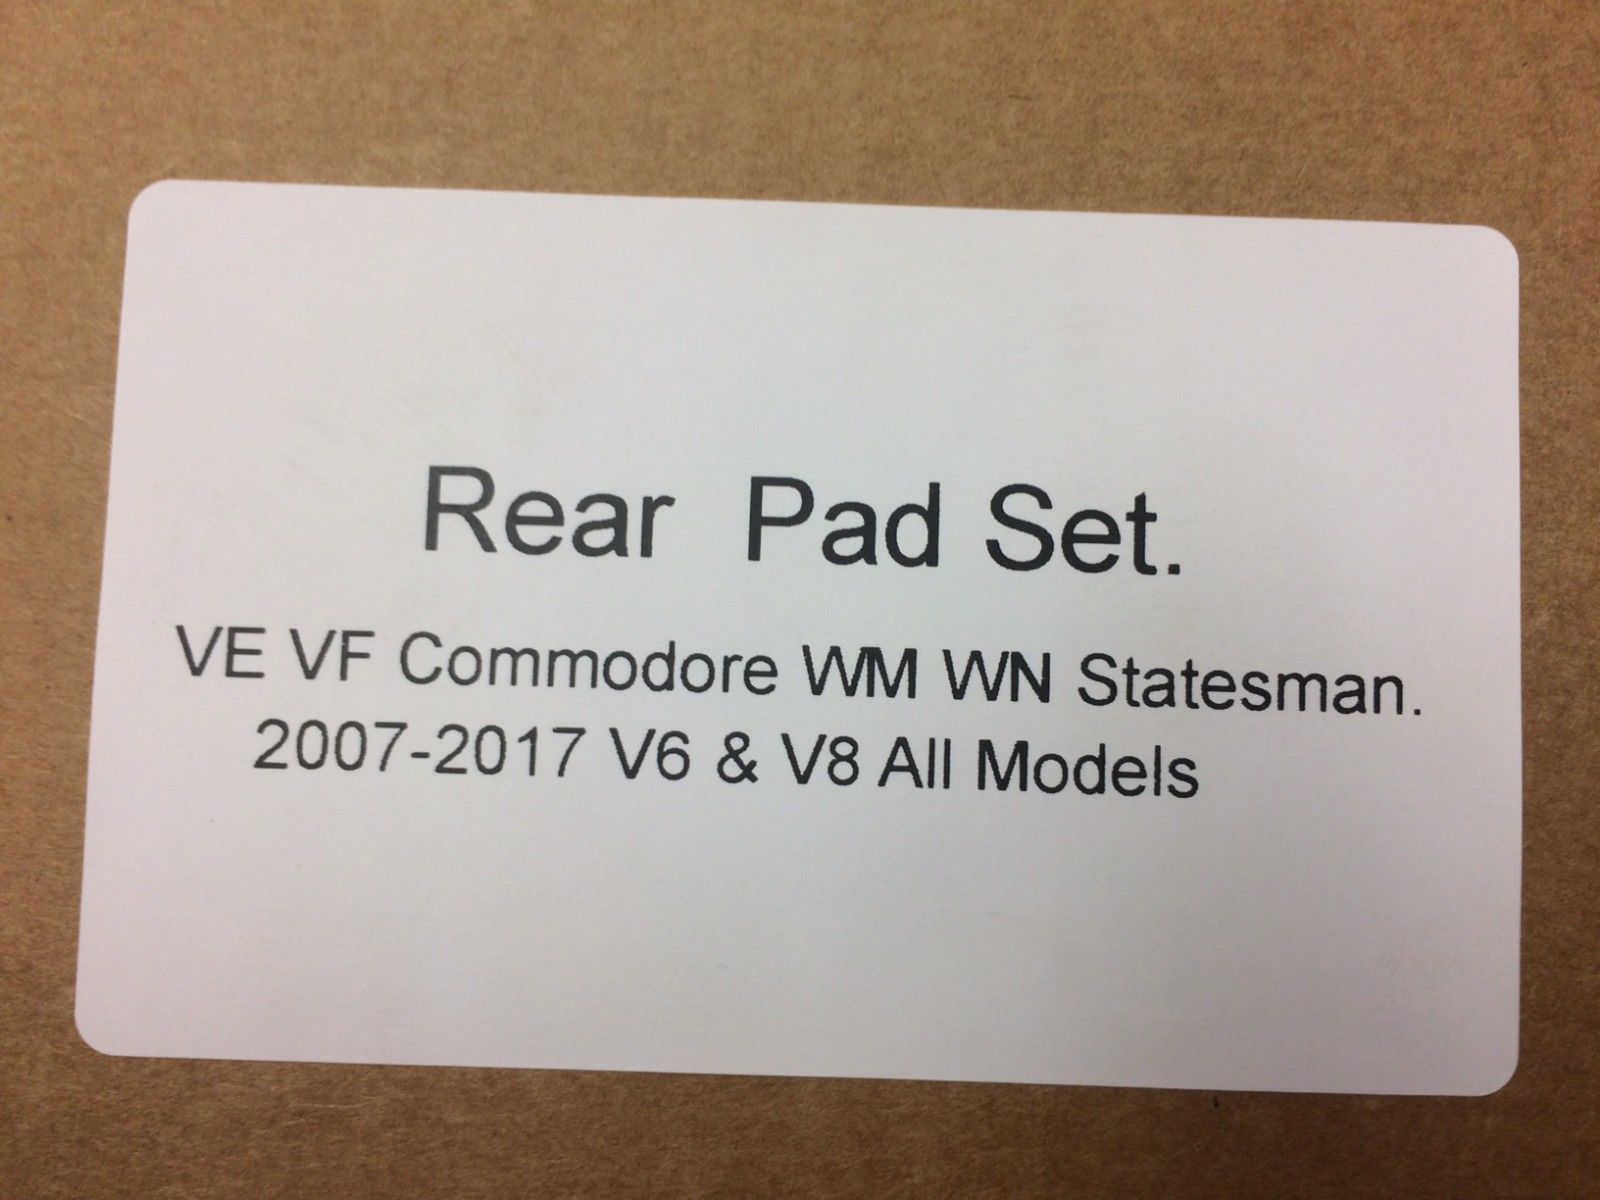 Rear Pad Set.
VE VF Commodore WM WN Statesman.
2007-2017 V6 & V8 All Models